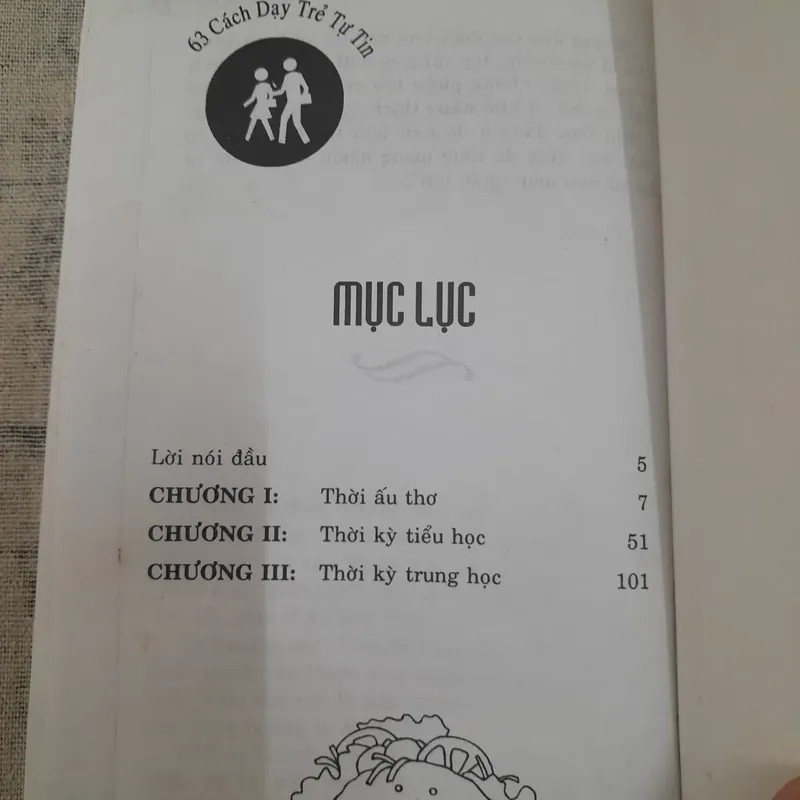 63 Cách Dạy Trẻ Tự Tin
MỤC LỤC
Lời nói đầu 5
CHƯƠNG I: Thời ấu thơ 7
CHƯƠNG II: Thời kỳ tiểu học 51
CHƯƠNG III: Thời kỳ trung học 101